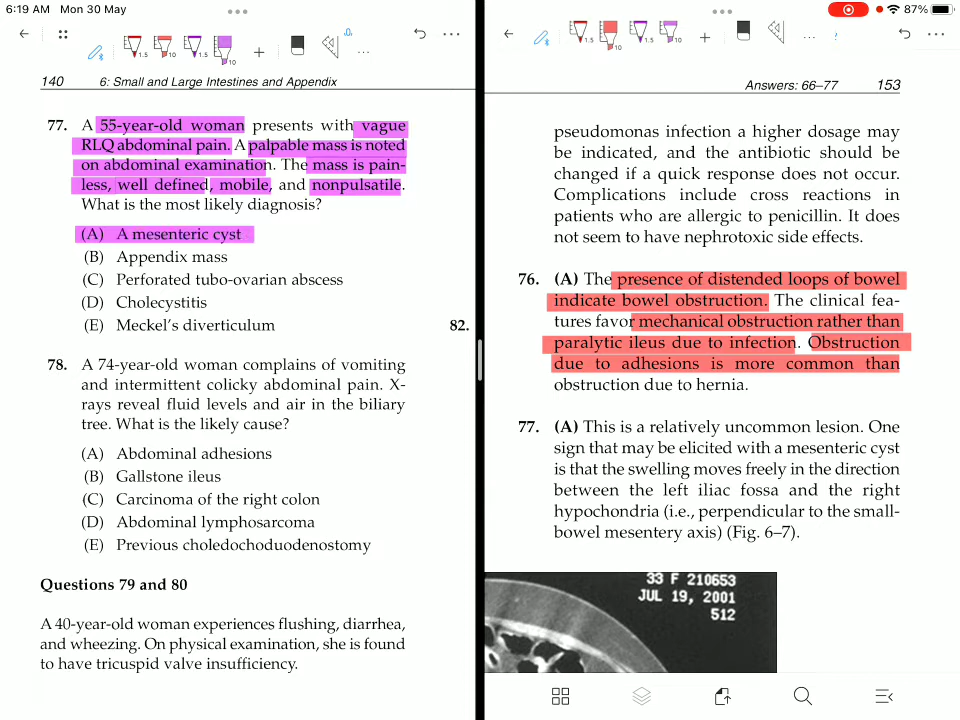 6:19 AM Mon 30 May
87%
1.5
10
1.5
10
1.5
10
1.5
10
140 6: Small and Large Intestines and Appendix
77. A 55-year-old woman presents with vague
RLQ abdominal pain. A palpable mass is noted
on abdominal examination. The mass is pain-
less, well defined, mobile, and nonpulsatile.
What is the most likely diagnosis?
(A) A mesenteric cyst
(B) Appendix mass
(C) Perforated tubo-ovarian abscess
(D) Cholecystitis
(E) Meckel's diverticulum
82.
78. A 74-year-old woman complains of vomiting
and intermittent colicky abdominal pain. X-
rays reveal fluid levels and air in the biliary
tree. What is the likely cause?
(A) Abdominal adhesions
(B) Gallstone ileus
(C) Carcinoma of the right colon
(D) Abdominal lymphosarcoma
(E) Previous choledochoduodenostomy
Questions 79 and 80
A 40-year-old woman experiences flushing, diarrhea,
and wheezing. On physical examination, she is found
to have tricuspid valve insufficiency.
Answers: 66–77 153
pseudomonas infection a higher dosage may
be indicated, and the antibiotic should be
changed if a quick response does not occur.
Complications include cross reactions in
patients who are allergic to penicillin. It does
not seem to have nephrotoxic side effects.
76. (A) The presence of distended loops of bowel
indicate bowel obstruction. The clinical fea-
tures favor mechanical obstruction rather than
paralytic ileus due to infection. Obstruction
due to adhesions is more common than
obstruction due to hernia.
77. (A) This is a relatively uncommon lesion. One
sign that may be elicited with a mesenteric cyst
is that the swelling moves freely in the direction
between the left iliac fossa and the right
hypochondria (i.e., perpendicular to the small-
bowel mesentery axis) (Fig. 6–7).
33 F 210653
JUL 19, 2001
512